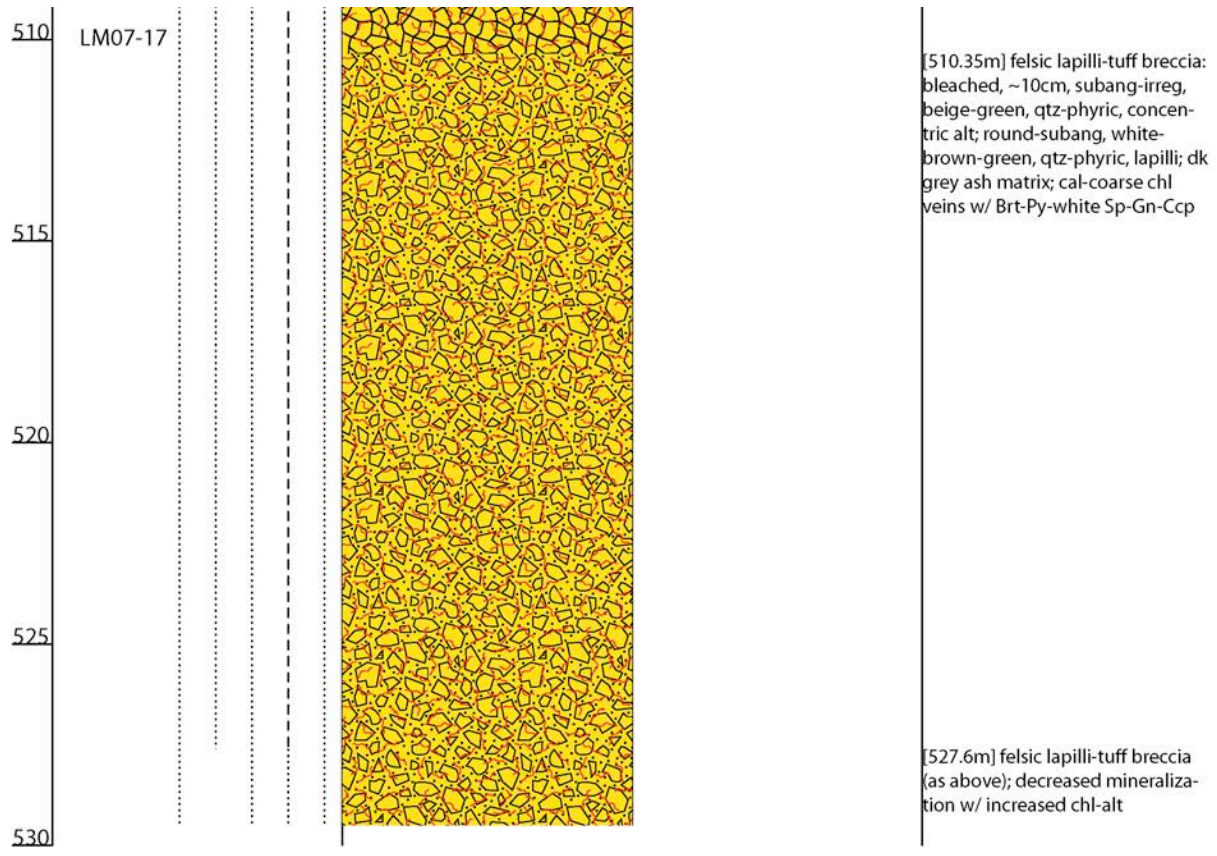 510
LM07-17
[510.35m] felsic lapilli-tuff breccia:
bleached, ~10cm, subang-irreg,
beige-green, qtz-phyric, concen-
tric alt; round-subang, white-
brown-green, qtz-phyric, lapilli; dk
grey ash matrix; cal-coarse chl
veins w/ Brt-Py-white Sp-Gn-Ccp
515
520
525
[527.6m] felsic lapilli-tuff breccia
(as above); decreased mineraliza-
tion w/ increased chl-alt
530